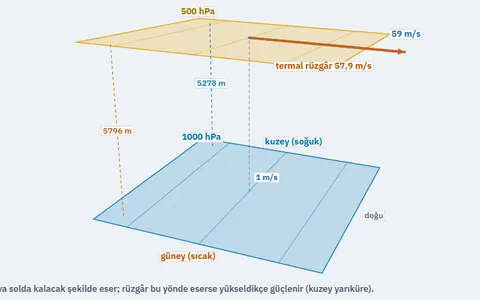 500 hPa
59 m/s
termal rüzgâr 57,9 m/s
5278 m
5796 m
1000 hPa
kuzey (soğuk)
1 m/s
doğu
güney (sıcak)
solda kalacak şekilde eser; rüzgâr bu yönde eserse yükseldikçe güçlenir (kuzey yarıküre).